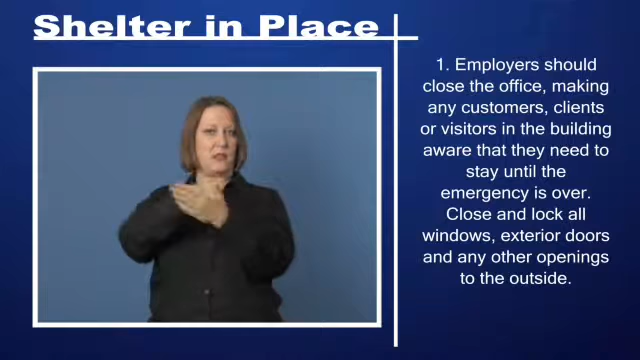 Shelter in Place
1. Employers should
close the office, making
any customers, clients
or visitors in the building
aware that they need to
stay until the
emergency is over.
Close and lock all
windows, exterior doors
and any other openings
to the outside.